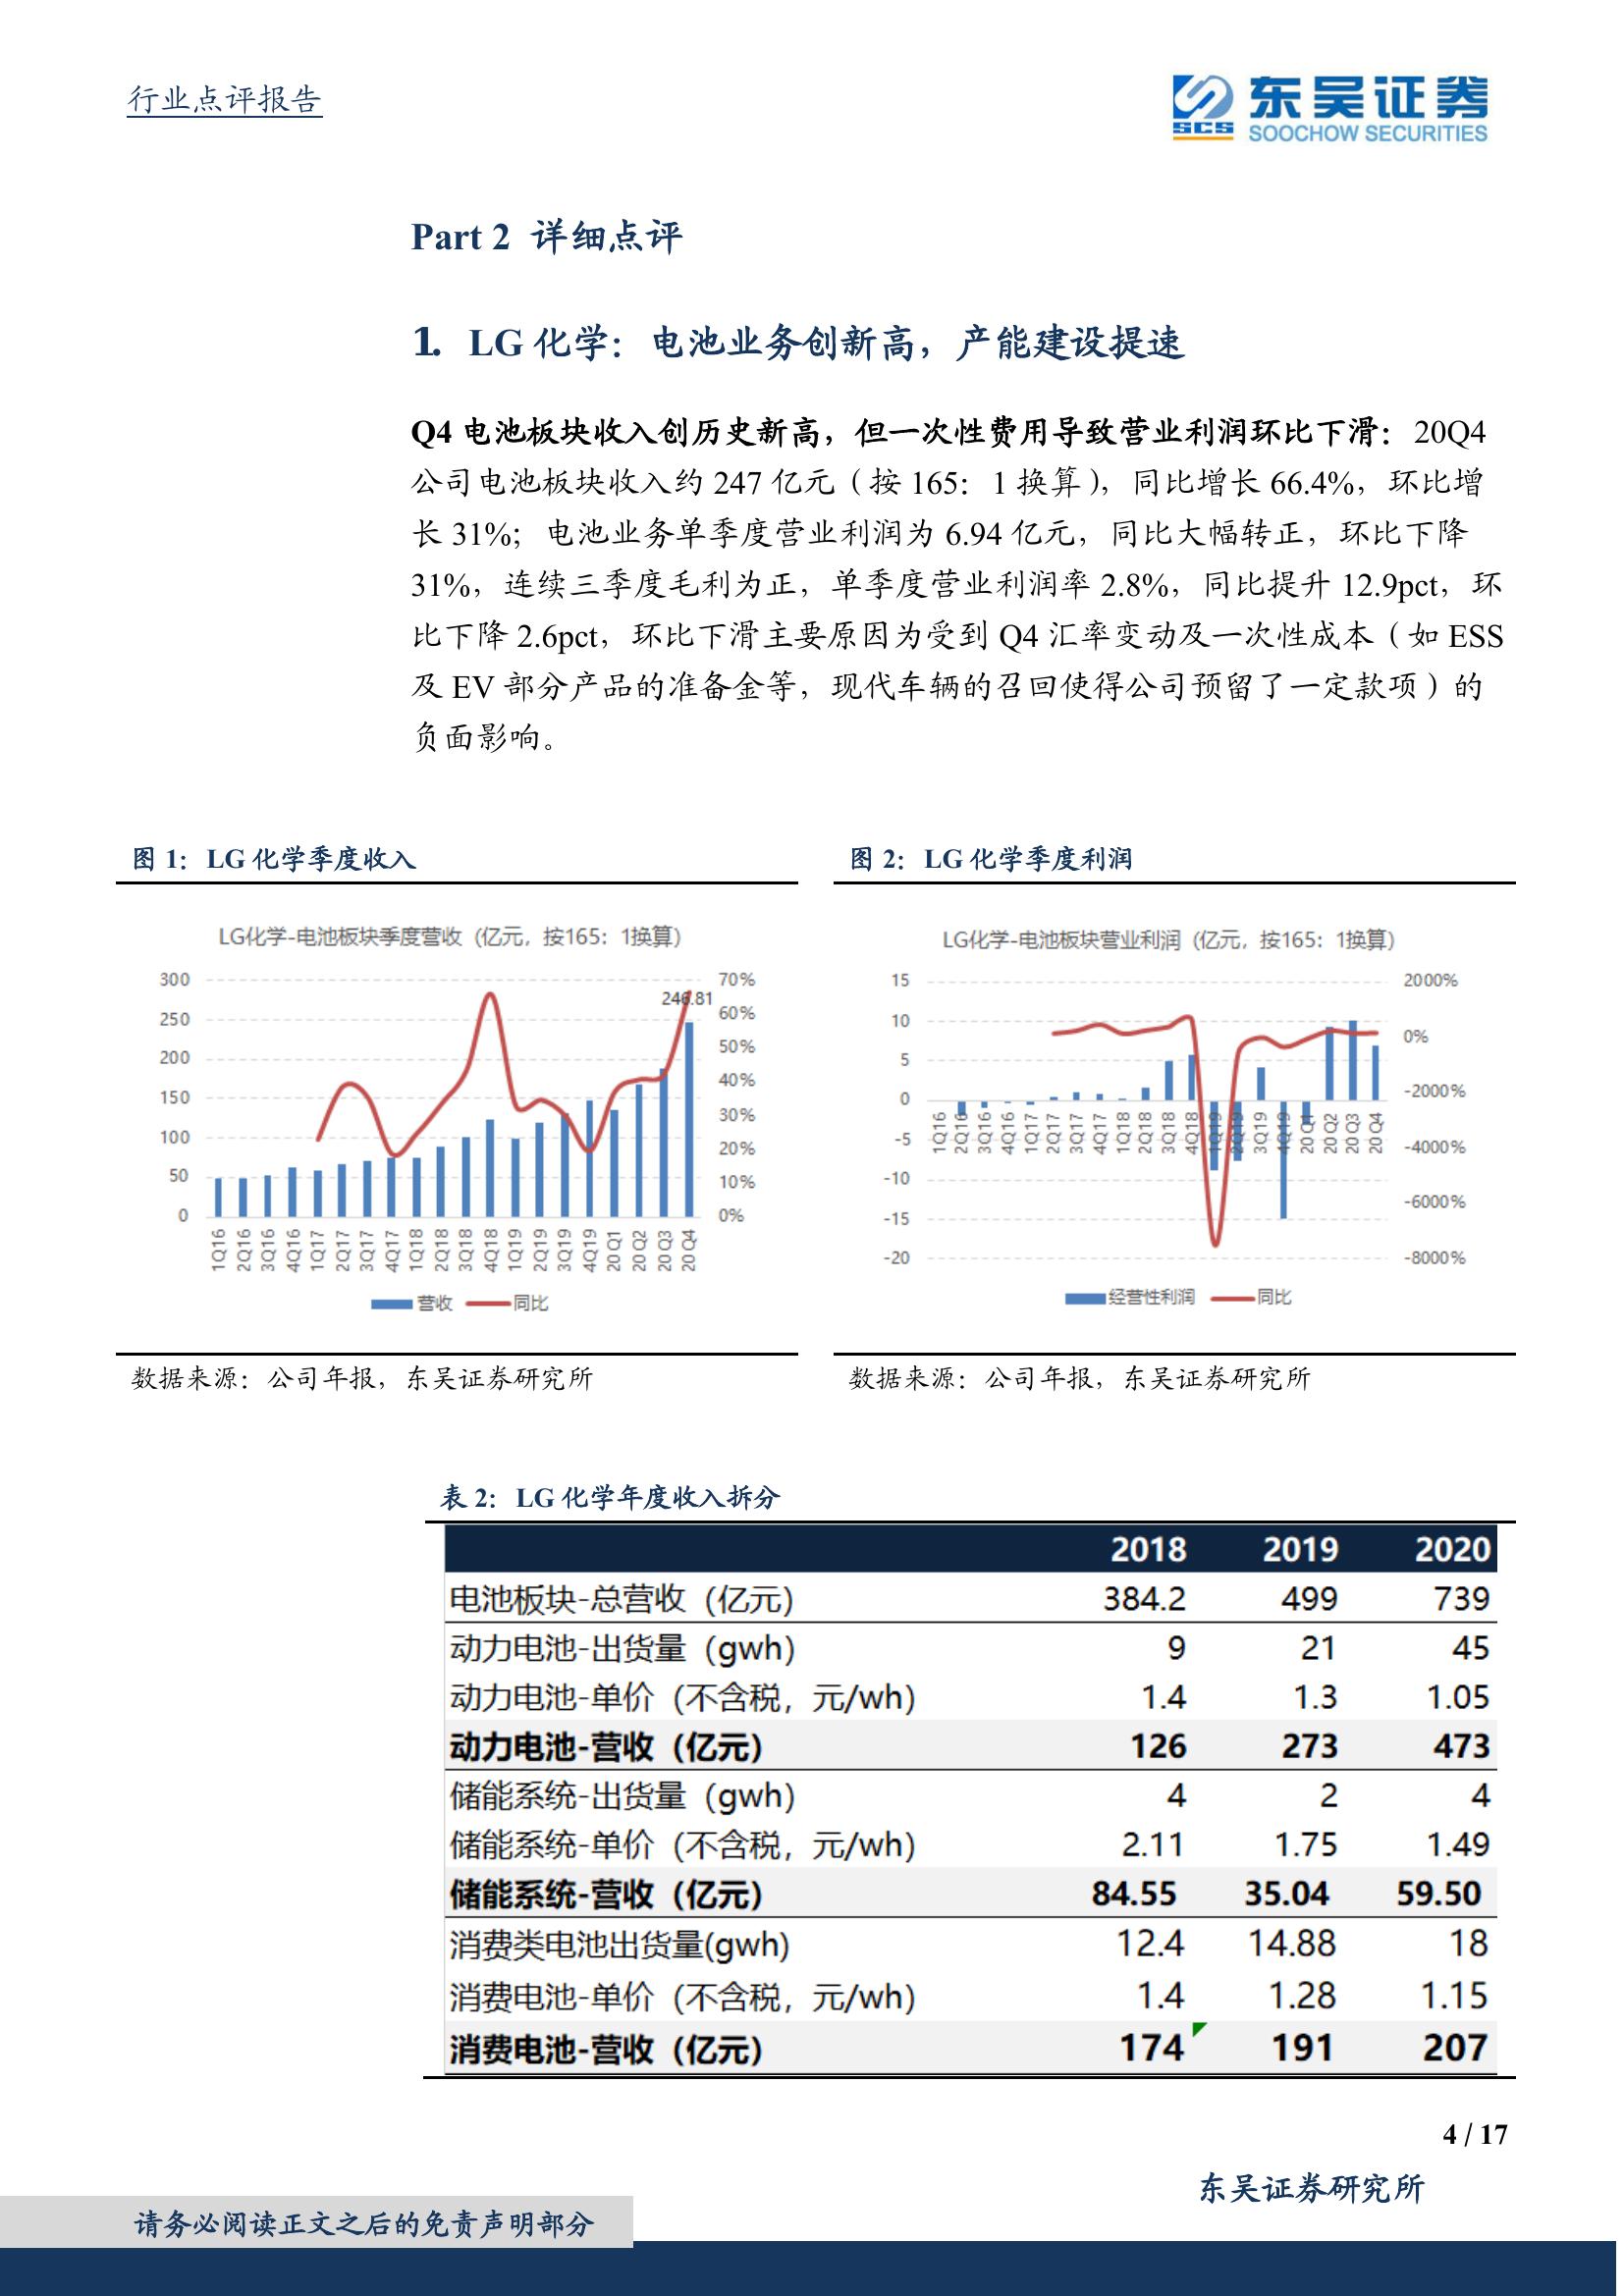 行业点评报告
东吴证券
SCS SOOCHOW SECURITIES
Part 2 详细点评
1. LG 化学：电池业务创新高，产能建设提速
Q4 电池板块收入创历史新高，但一次性费用导致营业利润环比下滑：20Q4
公司电池板块收入约 247 亿元（按 165：1 换算），同比增长 66.4%，环比增
长 31%；电池业务单季度营业利润为 6.94 亿元，同比大幅转正，环比下降
31%，连续三季度毛利为正，单季度营业利润率 2.8%，同比提升 12.9pct，环
比下降 2.6pct，环比下滑主要原因为受到 Q4 汇率变动及一次性成本（如 ESS
及 EV 部分产品的准备金等，现代车辆的召回使得公司预留了一定款项）的
负面影响。
图 1：LG 化学季度收入
LG化学-电池板块季度营收（亿元，按165：1换算）
300
250
200
150
100
50
0
246.81
70%
60%
50%
40%
30%
20%
10%
0%
1Q16 2Q16 3Q16 4Q16 1Q17 2Q17 3Q17 4Q17 1Q18 2Q18 3Q18 4Q18 1Q19 2Q19 3Q19 4Q19 20Q1 20Q2 20Q3 20Q4
营收 同比
数据来源：公司年报，东吴证券研究所
图 2：LG 化学季度利润
LG化学-电池板块营业利润（亿元，按165：1换算）
15
10
5
0
-5
-10
-15
-20
2000%
0%
-2000%
-4000%
-6000%
-8000%
1Q16 2Q16 3Q16 4Q16 1Q17 2Q17 3Q17 4Q17 1Q18 2Q18 3Q18 4Q18 1Q19 2Q19 3Q19 4Q19 20Q1 20Q2 20Q3 20Q4
经营性利润 同比
数据来源：公司年报，东吴证券研究所
表 2：LG 化学年度收入拆分
2018 2019 2020
电池板块-总营收（亿元） 384.2 499 739
动力电池-出货量（gwh） 9 21 45
动力电池-单价（不含税，元/wh） 1.4 1.3 1.05
动力电池-营收（亿元） 126 273 473
储能系统-出货量（gwh） 4 2 4
储能系统-单价（不含税，元/wh） 2.11 1.75 1.49
储能系统-营收（亿元） 84.55 35.04 59.50
消费类电池出货量(gwh) 12.4 14.88 18
消费电池-单价（不含税，元/wh） 1.4 1.28 1.15
消费电池-营收（亿元） 174 191 207
4 / 17
东吴证券研究所
请务必阅读正文之后的免责声明部分